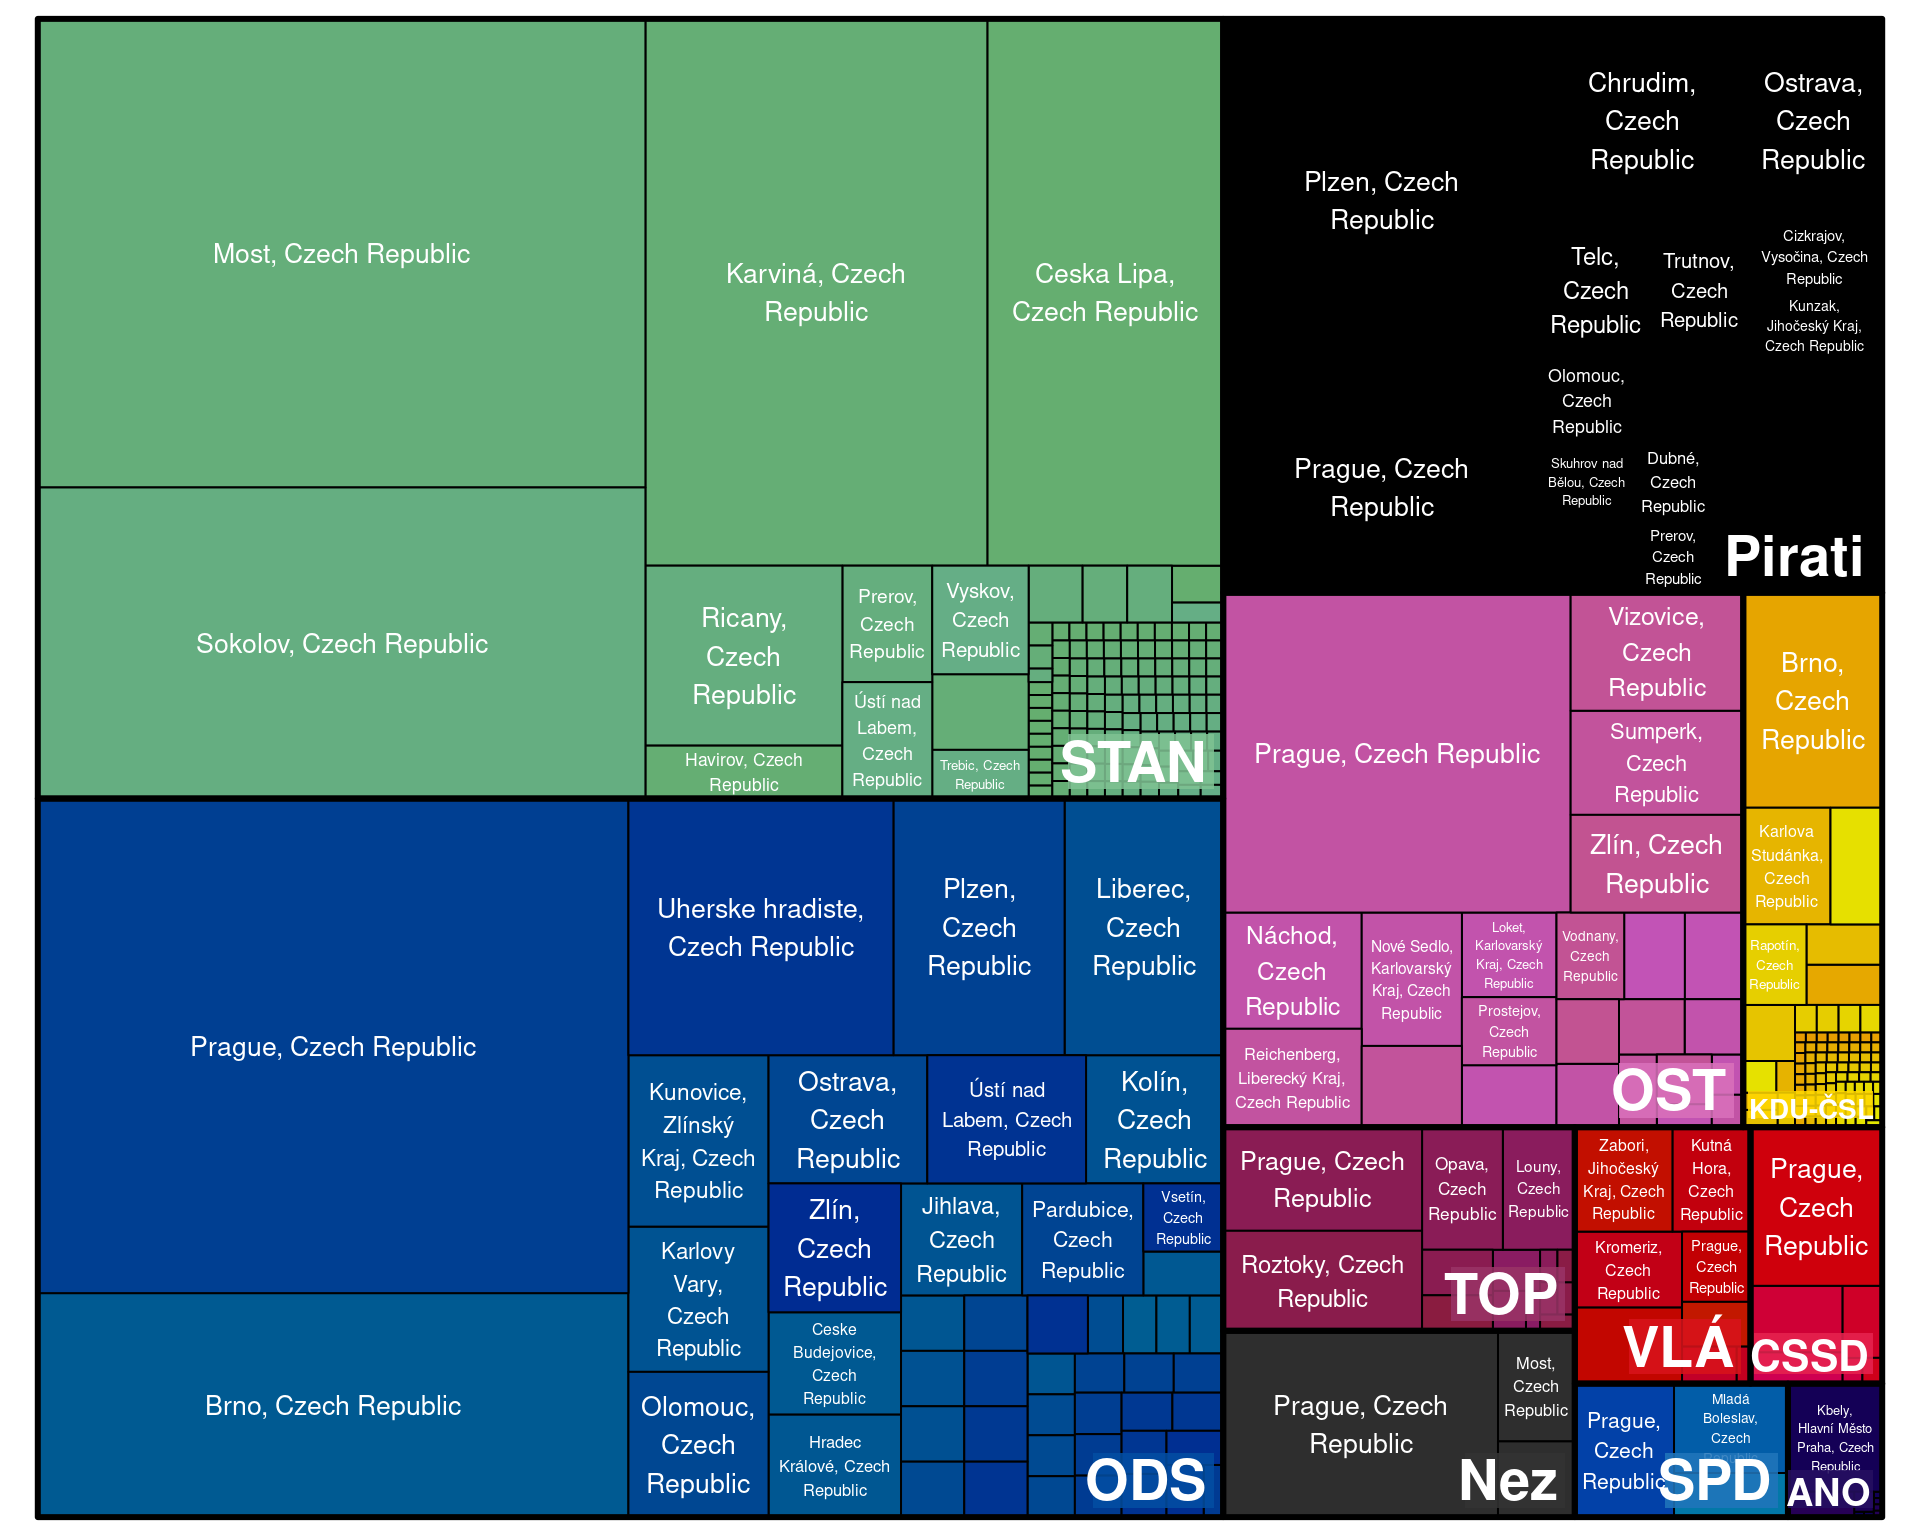 Most, Czech Republic
Sokolov, Czech Republic
Karviná, Czech
Republic
Ceska Lipa,
Czech Republic
Ricany,
Czech
Republic
Havirov, Czech
Republic
Prerov,
Czech
Republic
Ústí nad
Labem,
Czech
Republic
Vyskov,
Czech
Republic
Trebic, Czech
Republic
STAN
Prague, Czech Republic
Brno, Czech Republic
Uherske hradiste,
Czech Republic
Plzen,
Czech
Republic
Liberec,
Czech
Republic
Kunovice,
Zlínský
Kraj, Czech
Republic
Karlovy
Vary,
Czech
Republic
Olomouc,
Czech
Republic
Ostrava,
Czech
Republic
Ústí nad
Labem, Czech
Republic
Kolín,
Czech
Republic
Zlín,
Czech
Republic
Ceske
Budejovice,
Czech
Republic
Hradec
Králové, Czech
Republic
Jihlava,
Czech
Republic
Pardubice,
Czech
Republic
Vsetín,
Czech
Republic
ODS
Plzen, Czech
Republic
Prague, Czech
Republic
Chrudim,
Czech
Republic
Ostrava,
Czech
Republic
Telc,
Czech
Republic
Trutnov,
Czech
Republic
Cizkrajov,
Vysočina, Czech
Republic
Kunzak,
Jihočeský Kraj,
Czech Republic
Olomouc,
Czech
Republic
Skuhrov nad
Bělou, Czech
Republic
Dubné,
Czech
Republic
Prerov,
Czech
Republic
Pirati
Prague, Czech Republic
Vizovice,
Czech
Republic
Sumperk,
Czech
Republic
Zlín, Czech
Republic
Náchod,
Czech
Republic
Reichenberg,
Liberecký Kraj,
Czech Republic
Nové Sedlo,
Karlovarský
Kraj, Czech
Republic
Loket,
Karlovarský
Kraj, Czech
Republic
Prostejov,
Czech
Republic
Vodnany,
Czech
Republic
OST
Brno,
Czech
Republic
Karlova
Studánka,
Czech
Republic
Rapotín,
Czech
Republic
KDU-ČSL
Prague, Czech
Republic
Roztoky, Czech
Republic
Opava,
Czech
Republic
Louny,
Czech
Republic
TOP
Zabori,
Jihočeský
Kraj, Czech
Republic
Kutná
Hora,
Czech
Republic
Kromeriz,
Czech
Republic
Prague,
Czech
Republic
VLÁ
Prague,
Czech
Republic
CSSD
Prague, Czech
Republic
Most,
Czech
Republic
Nez
Prague,
Czech
Republic
Mladá
Boleslav,
Czech
Republic
SPD
Kbely,
Hlavní Město
Praha, Czech
Republic
ANO